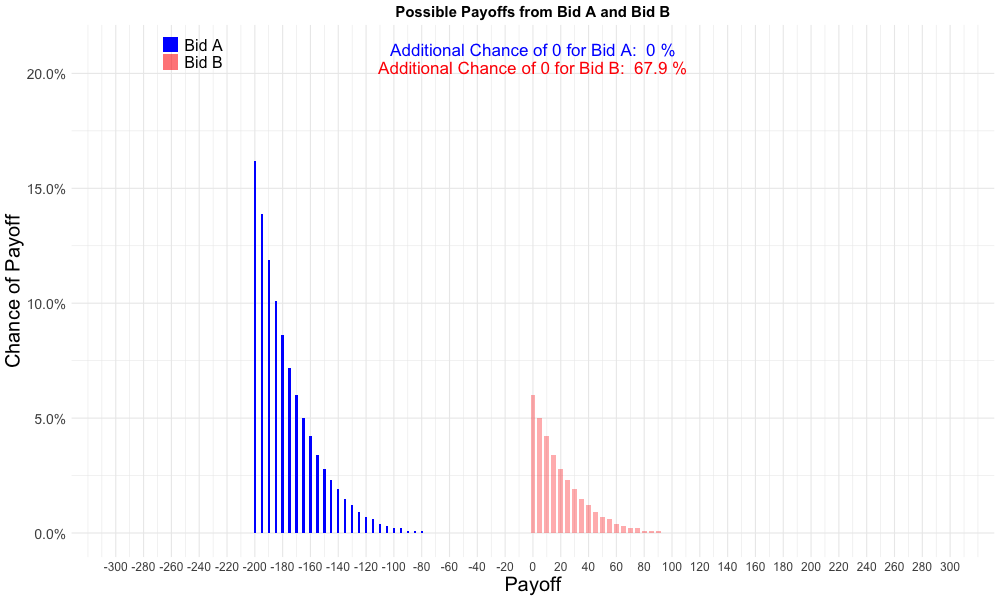 Possible Payoffs from Bid A and Bid B
Bid A
Bid B
Additional Chance of 0 for Bid A:  0 %
Additional Chance of 0 for Bid B:  67.9 %
Chance of Payoff
20.0%
15.0%
10.0%
5.0%
0.0%
-300 -280 -260 -240 -220 -200 -180 -160 -140 -120 -100 -80 -60 -40 -20 0 20 40 60 80 100 120 140 160 180 200 220 240 260 280 300
Payoff